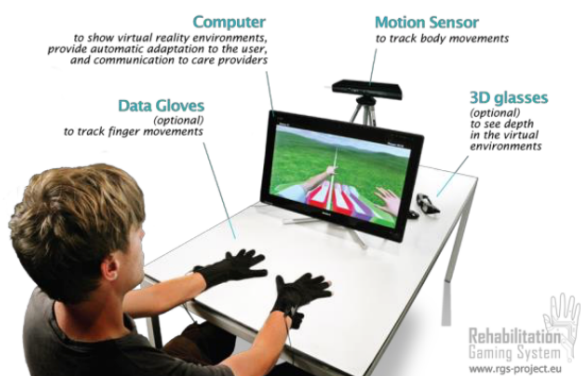 Computer
to show virtual reality environments,
provide automatic adaptation to the user,
and communication to care providers
Motion Sensor
to track body movements
Data Gloves
(optional)
to track finger movements
3D glasses
(optional)
to see depth
in the virtual
environments
Rehabilitation
Gaming System
www.rgs-project.eu